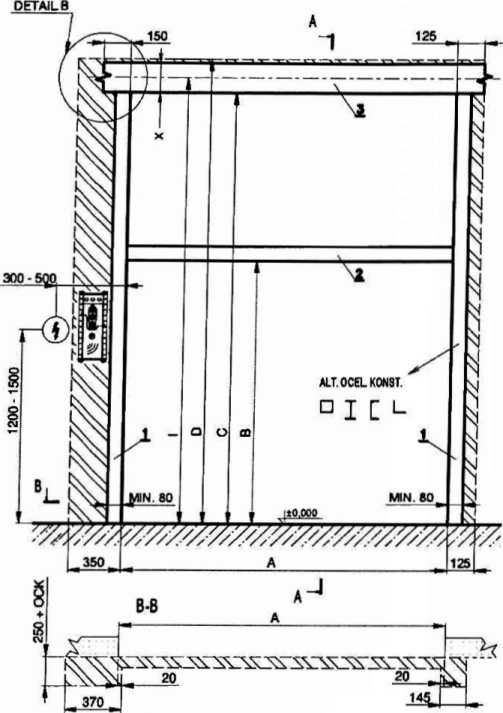 DETAIL B
150
A
125
3
X
2
300 - 500
ALT. OCEL. KONST.
1200 - 1500
1
I
D
C
B
1
B
MIN. 80
±0,000
MIN. 80
350
A
125
A
B-B
250 + OCK
A
20
20
370
145